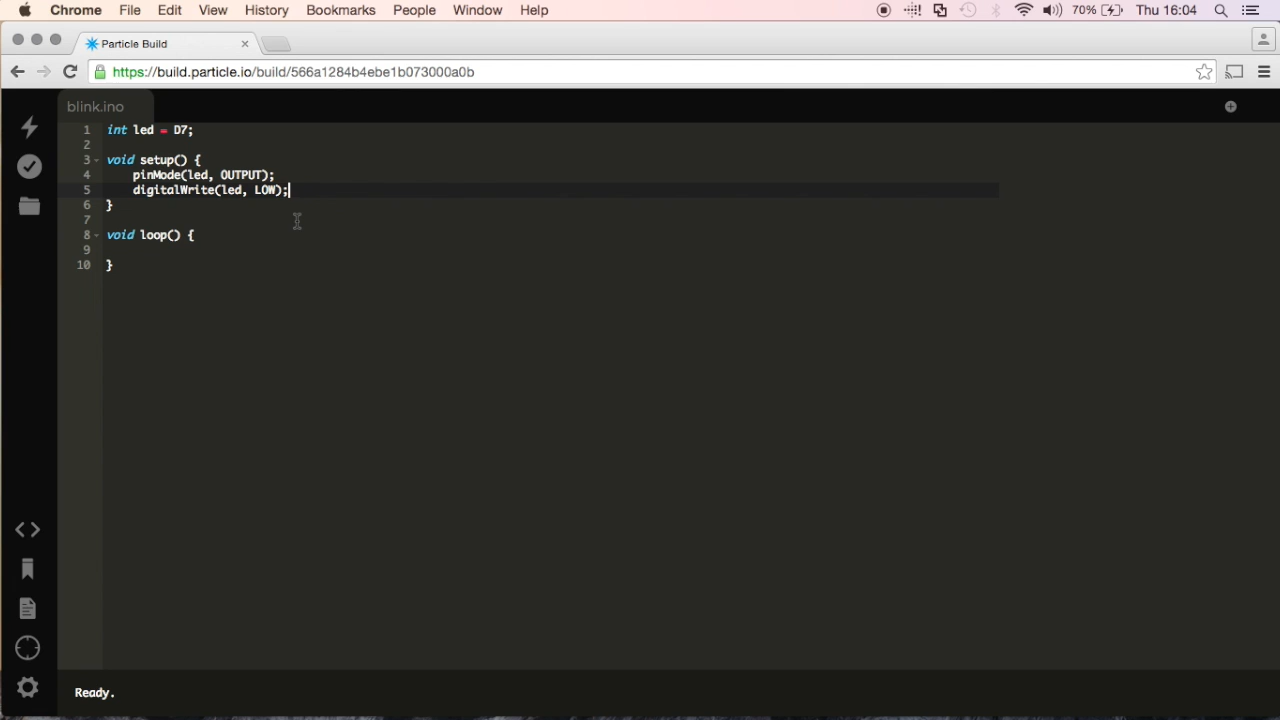 Chrome File Edit View History Bookmarks People Window Help 70% Thu 16:04
Particle Build
https://build.particle.io/build/566a1284b4ebe1b073000a0b
blink.ino
1 int led = D7;
2
3 void setup() {
4 pinMode(led, OUTPUT);
5 digitalWrite(led, LOW);
6 }
7
8 void loop() {
9
10 }
Ready.